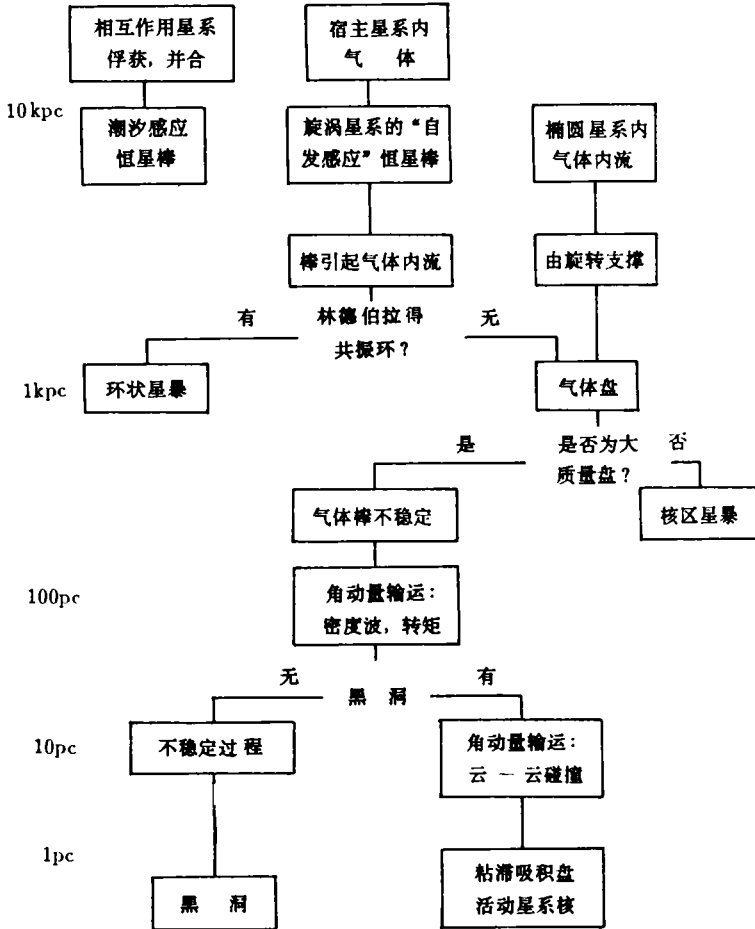 相互作用星系
俘获，并合
宿主星系内
气 体
10kpc
潮汐感应
恒星棒
旋涡星系的“自
发感应”恒星棒
椭圆星系内
气体内流
棒引起气体内流
由旋转支撑
有
林德伯拉得
共振环？
无
1kpc
环状星暴
气体盘
是
是否为大
质量盘？
否
气体棒不稳定
核区星暴
100pc
角动量输运：
密度波，转矩
无
黑 洞
有
10pc
不稳定过程
角动量输运：
云 — 云碰撞
1pc
黑 洞
粘滞吸积盘
活动星系核